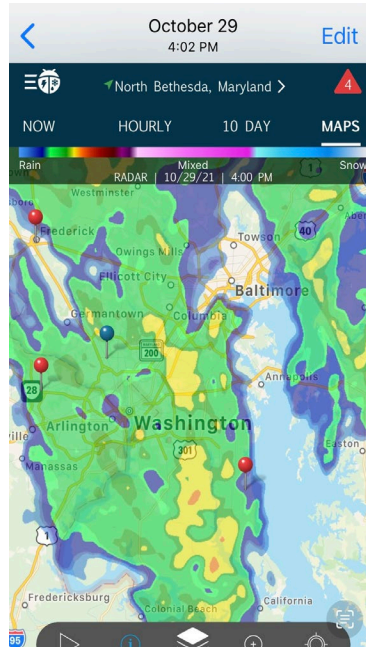 October 29
4:02 PM
Edit
North Bethesda, Maryland >
4
NOW HOURLY 10 DAY MAPS
Rain Mixed Snow
RADAR | 10/29/21 | 4:00 PM
Westminster
40
Frederick
Owings Mills
Towson
Ellicott City
Baltimore
Germantown
Columbia
200
28
Annapolis
Arlington
Washington
301
Easton
Manassas
1
Fredericksburg
Colonial Beach
California
95